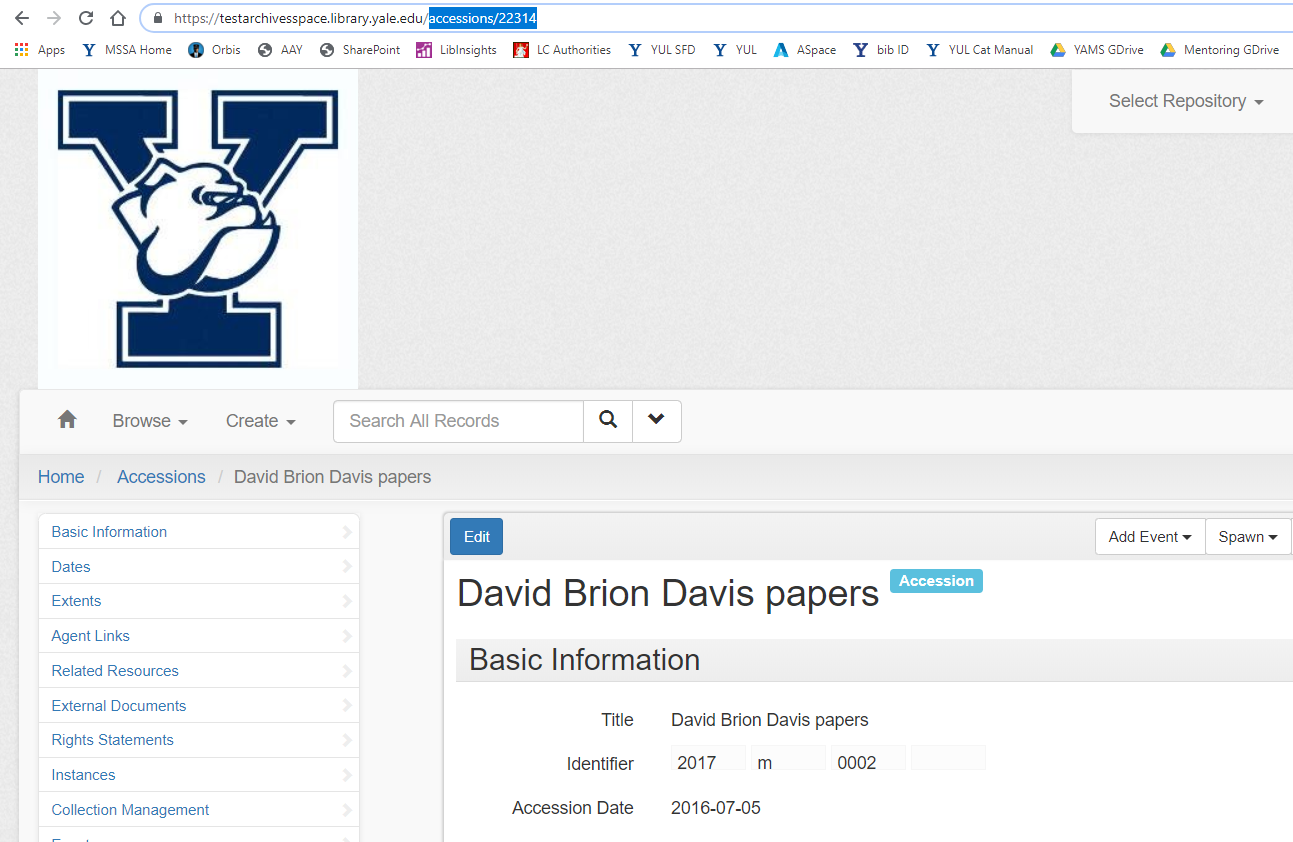 https://testarchivesspace.library.yale.edu/accessions/22314
Apps MSSA Home Orbis AAY SharePoint LibInsights LC Authorities YUL SFD YUL ASpace bib ID YUL Cat Manual YAMS GDrive Mentoring GDrive
Select Repository
Y
Browse Create Search All Records
Home / Accessions / David Brion Davis papers
Basic Information
Dates
Extents
Agent Links
Related Resources
External Documents
Rights Statements
Instances
Collection Management
Edit Add Event Spawn
David Brion Davis papers Accession
Basic Information
Title David Brion Davis papers
Identifier 2017 m 0002
Accession Date 2016-07-05